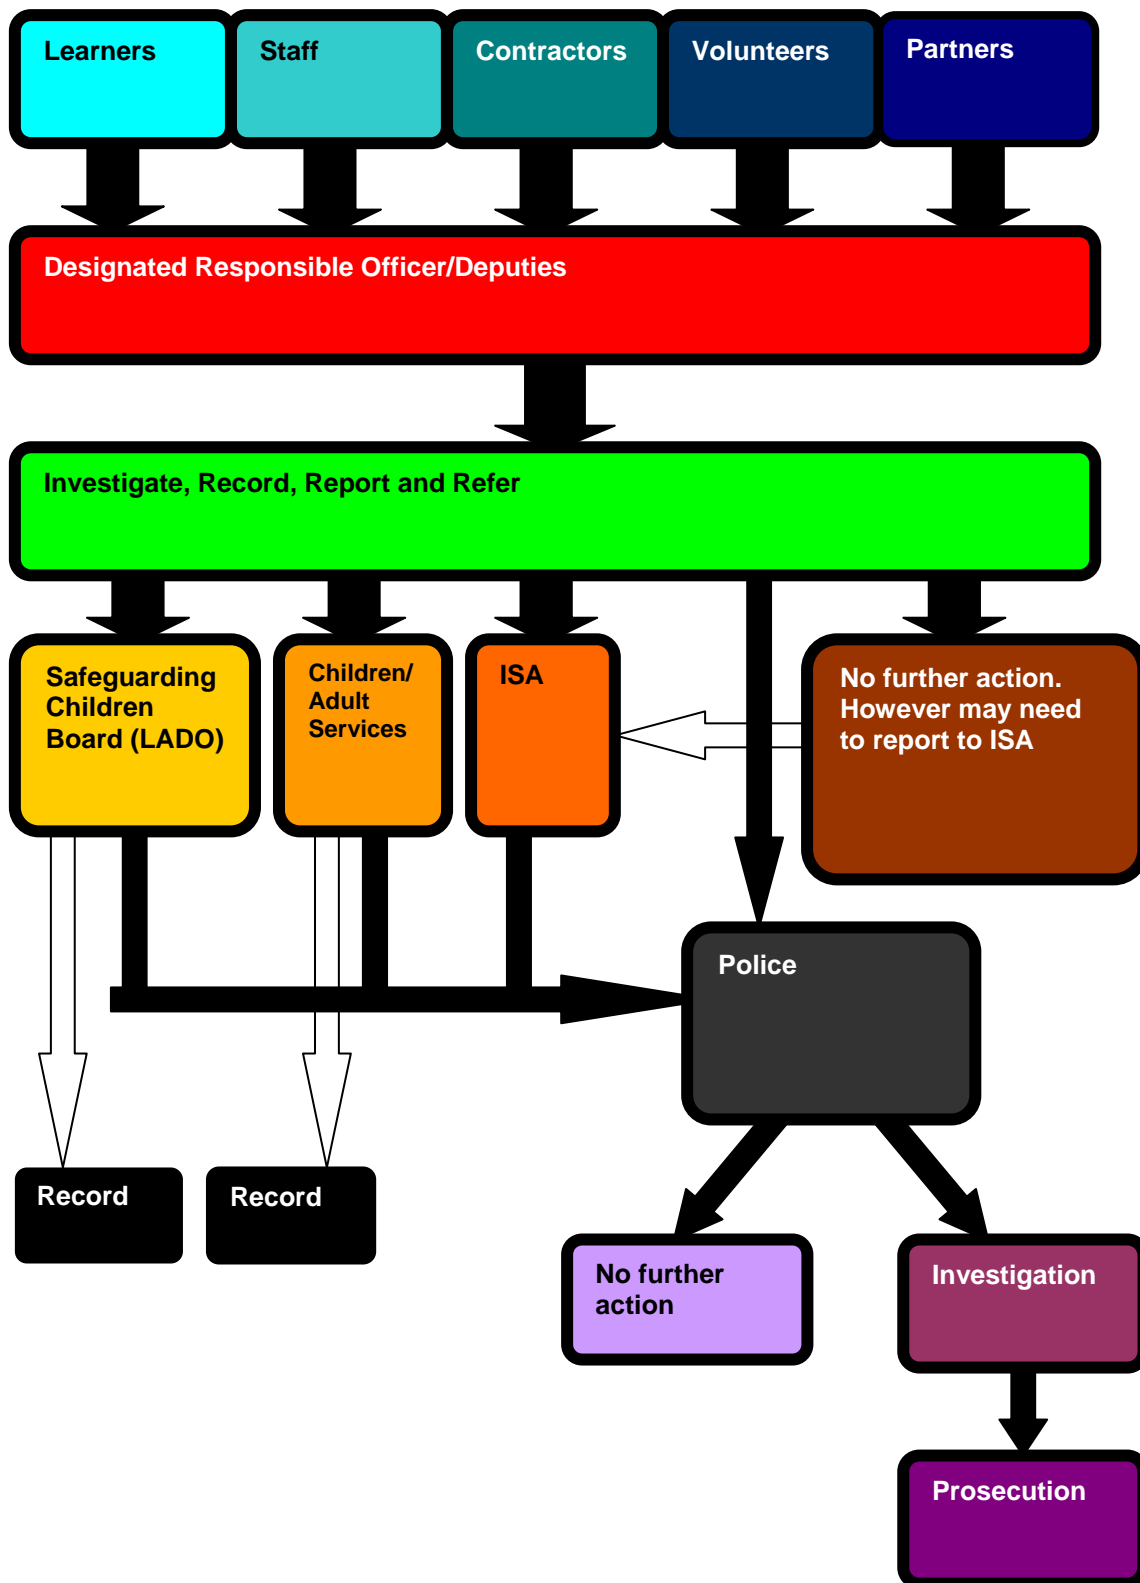 Learners
Staff
Contractors
Volunteers
Partners
Designated Responsible Officer/Deputies
Investigate, Record, Report and Refer
Safeguarding
Children
Board (LADO)
Children/
Adult
Services
ISA
No further action.
However may need
to report to ISA
Police
Record
Record
No further
action
Investigation
Prosecution